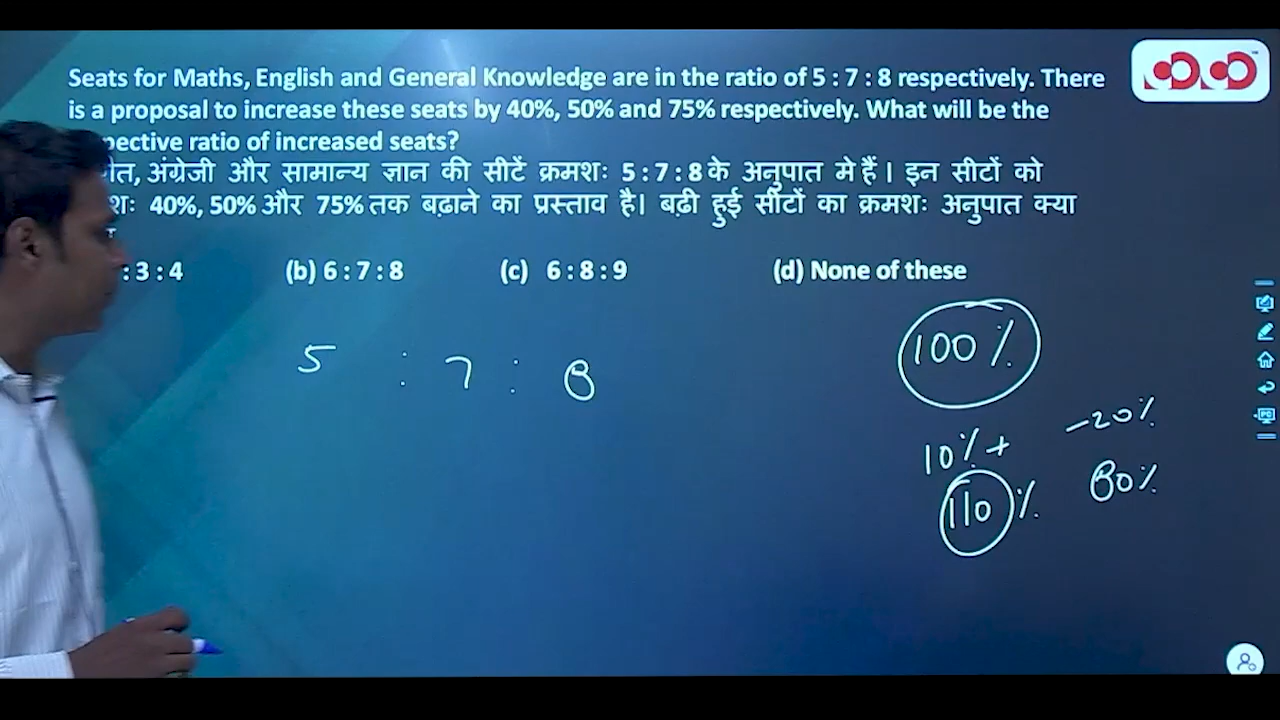 Seats for Maths, English and General Knowledge are in the ratio of 5 : 7 : 8 respectively. There
is a proposal to increase these seats by 40%, 50% and 75% respectively. What will be the
pective ratio of increased seats?
अंग्रेजी और सामान्य ज्ञान की सीटें क्रमशः 5 : 7 : 8 के अनुपात मे हैं। इन सीटों को
40%, 50% और 75% तक बढ़ाने का प्रस्ताव है। बढ़ी हुई सीटों का क्रमशः अनुपात क्या
: 3 : 4 (b) 6 : 7 : 8 (c) 6 : 8 : 9 (d) None of these
100%
5 : 7 : 8
-20%
10% +
80%
110%